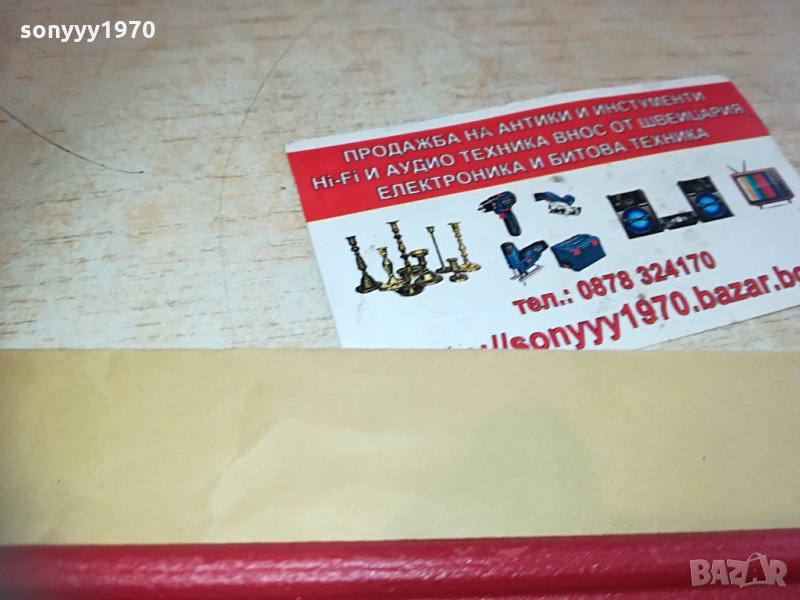 sonyyy1970
ПРОДАЖБА НА АНТИКИ И ИНСТУМЕНТИ
Hi-Fi И АУДИО ТЕХНИКА ВНОС ОТ ШВЕЙЦАРИЯ
ЕЛЕКТРОНИКА И БИТОВА ТЕХНИКА
тел.: 0878 324170
//sonyyy1970.bazar.bg
BAZAR